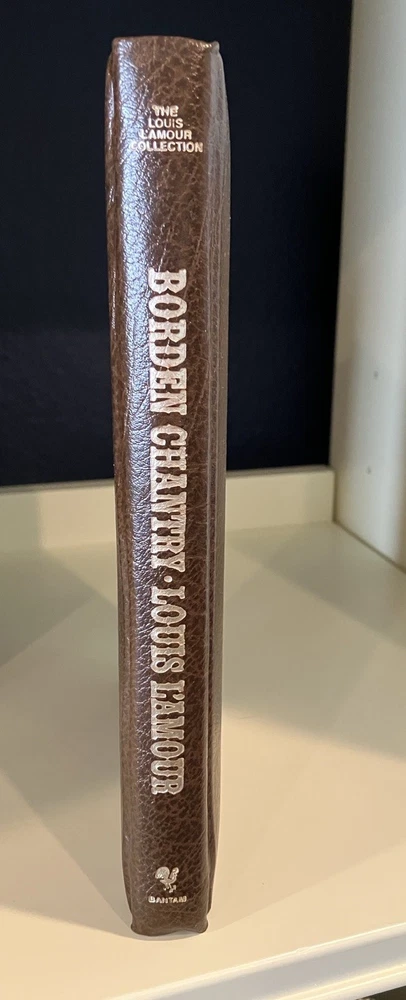 THE
LOUIS
L'AMOUR
COLLECTION
BORDEN CHANTRY · LOUIS L'AMOUR
BANTAM